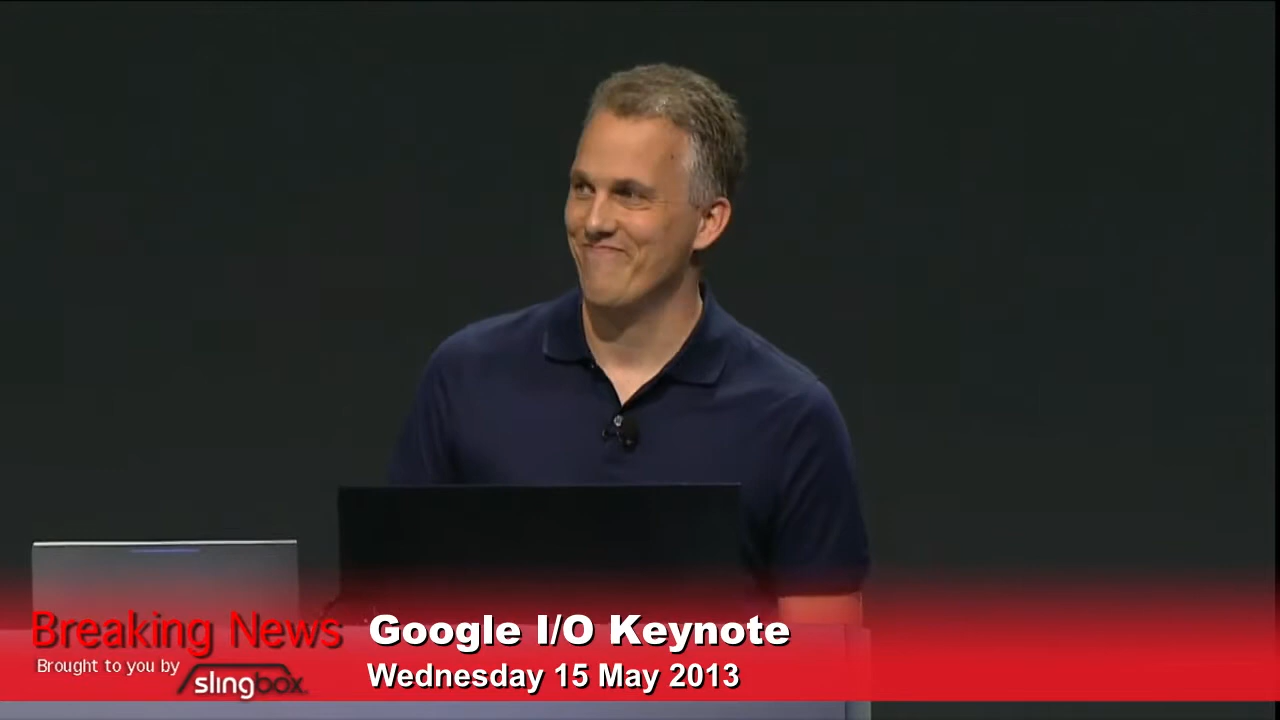 Breaking News
Brought to you by
slingbox
Google I/O Keynote
Wednesday 15 May 2013